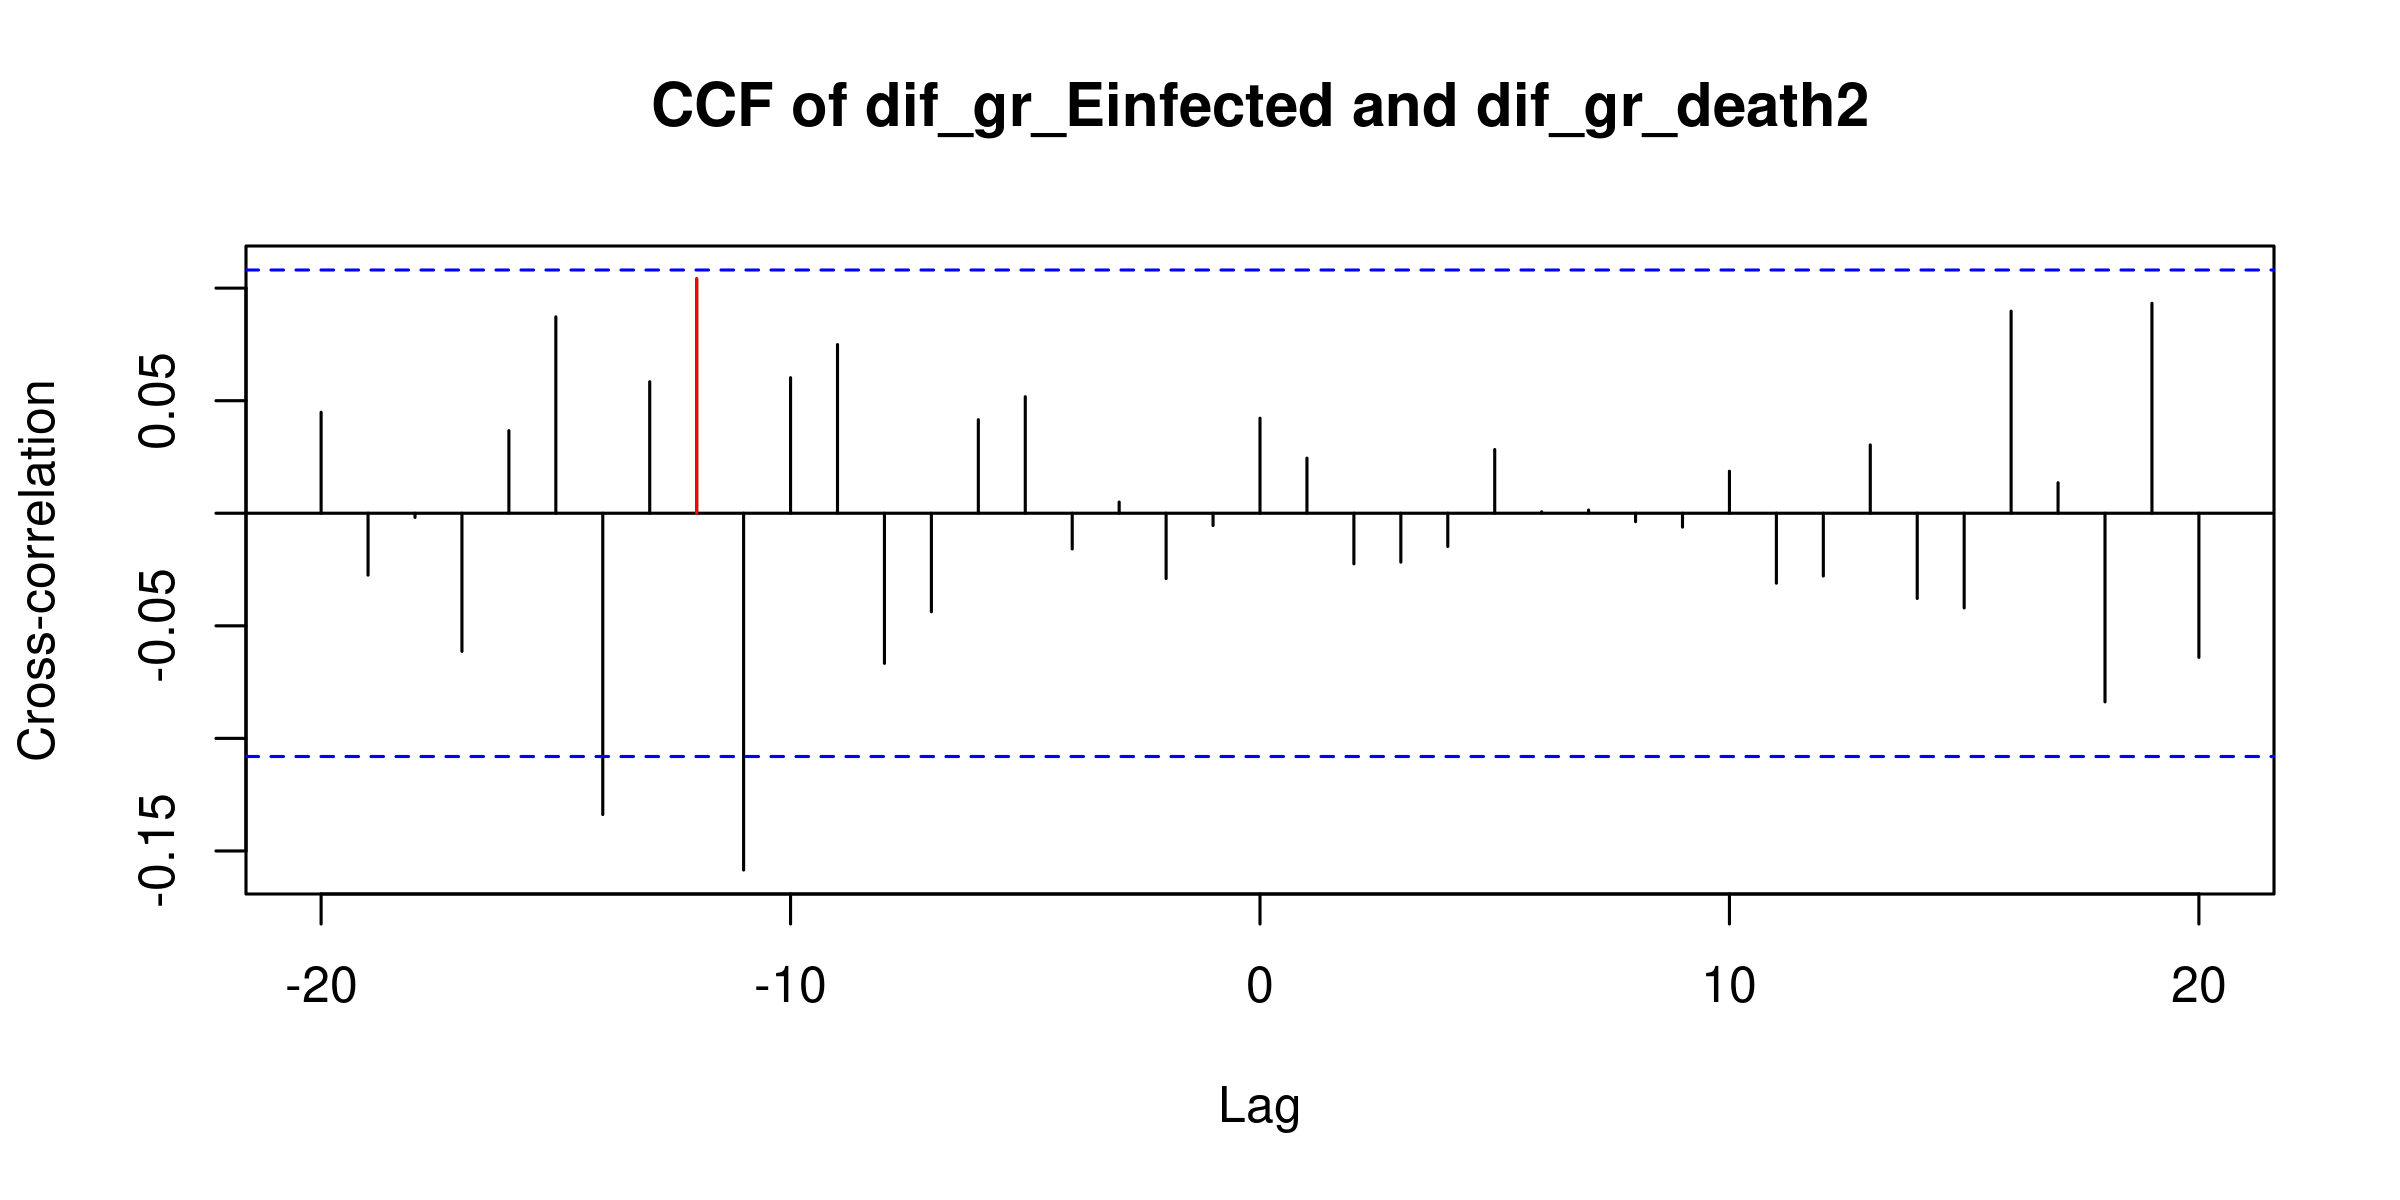 CCF of dif_gr_Einfected and dif_gr_death2
Cross-correlation
0.05
-0.05
-0.15
-20 -10 0 10 20
Lag